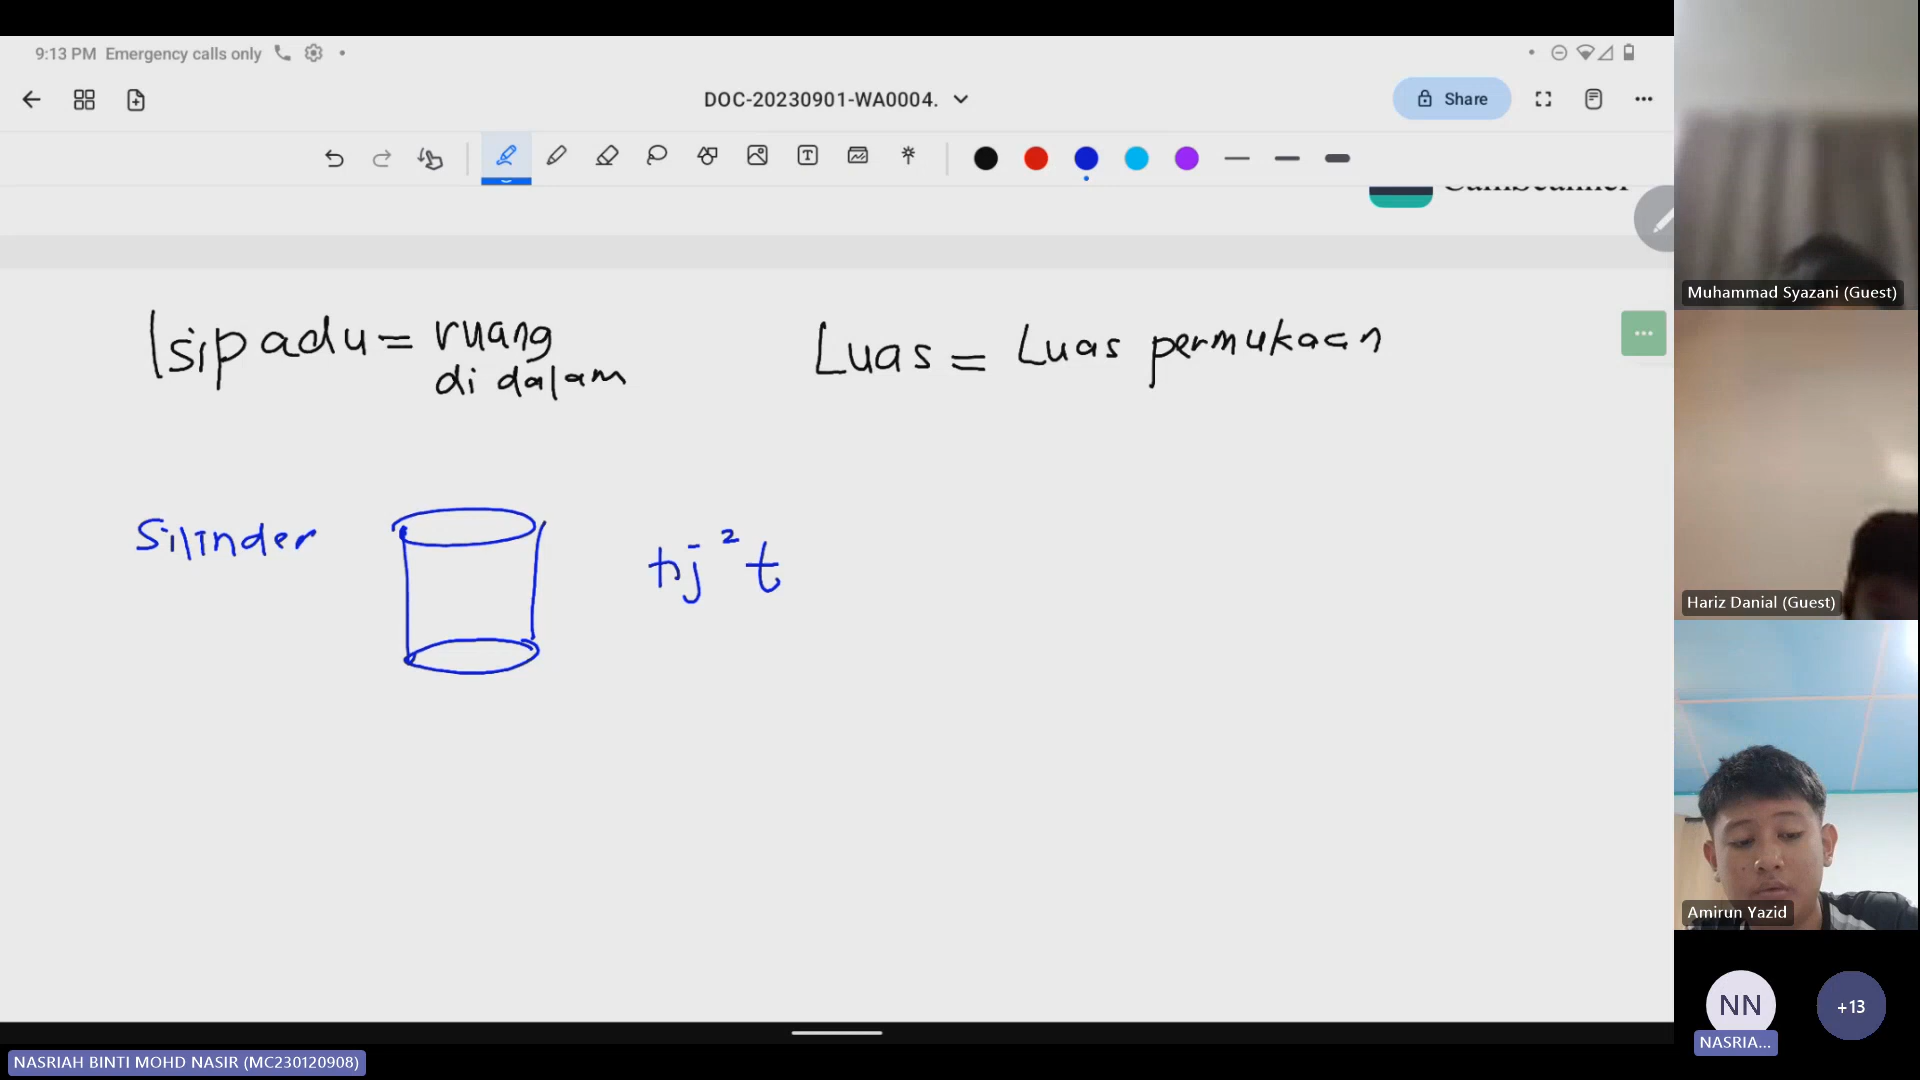 9:13 PM Emergency calls only
DOC-20230901-WA0004.
Share
CamScanner
Isipadu = ruang
di dalam
Luas = Luas permukaan
Silinder
πj²t
Muhammad Syazani (Guest)
Hariz Danial (Guest)
Amirun Yazid
NN
NASRIA...
+13
NASRIAH BINTI MOHD NASIR (MC230120908)